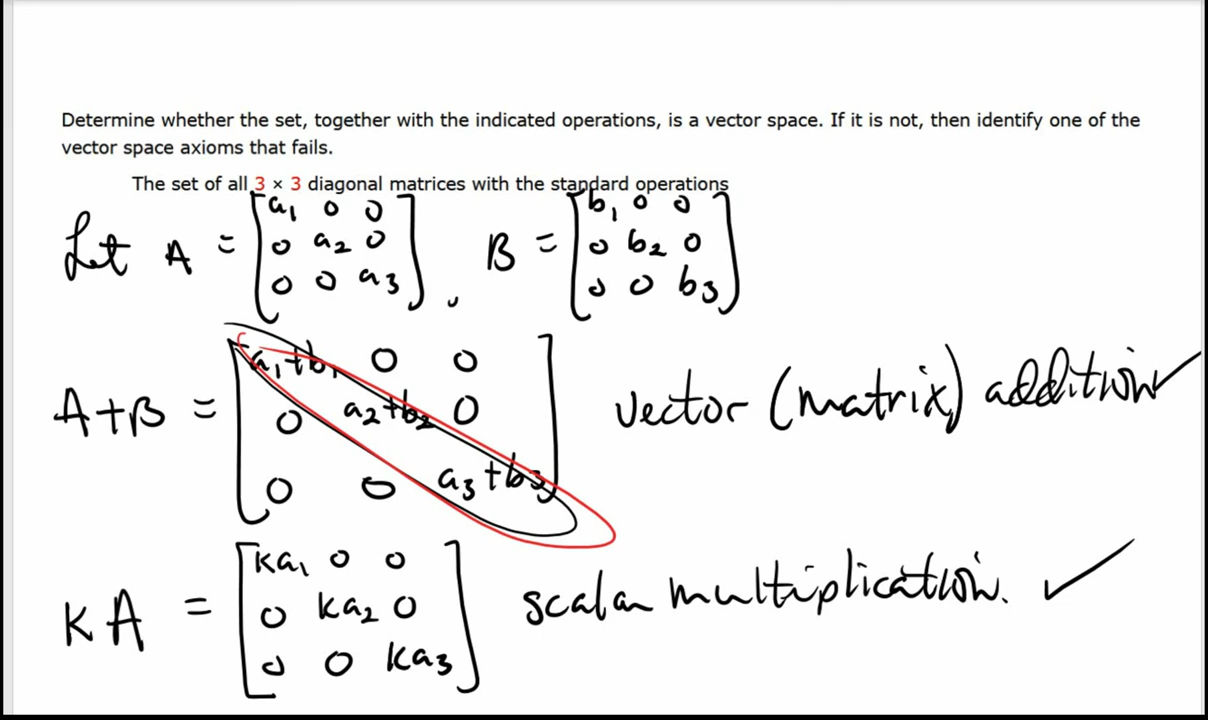 Determine whether the set, together with the indicated operations, is a vector space. If it is not, then identify one of the
vector space axioms that fails.
The set of all 3 × 3 diagonal matrices with the standard operations
Let A = [a₁ 0 0
0 a₂ 0
0 0 a₃] , B = [b₁ 0 0
0 b₂ 0
0 0 b₃]
A+B = [a₁+b₁ 0 0
0 a₂+b₂ 0
0 0 a₃+b₃] vector (matrix) addition ✓
KA = [ka₁ 0 0
0 ka₂ 0
0 0 ka₃] scalar multiplication. ✓